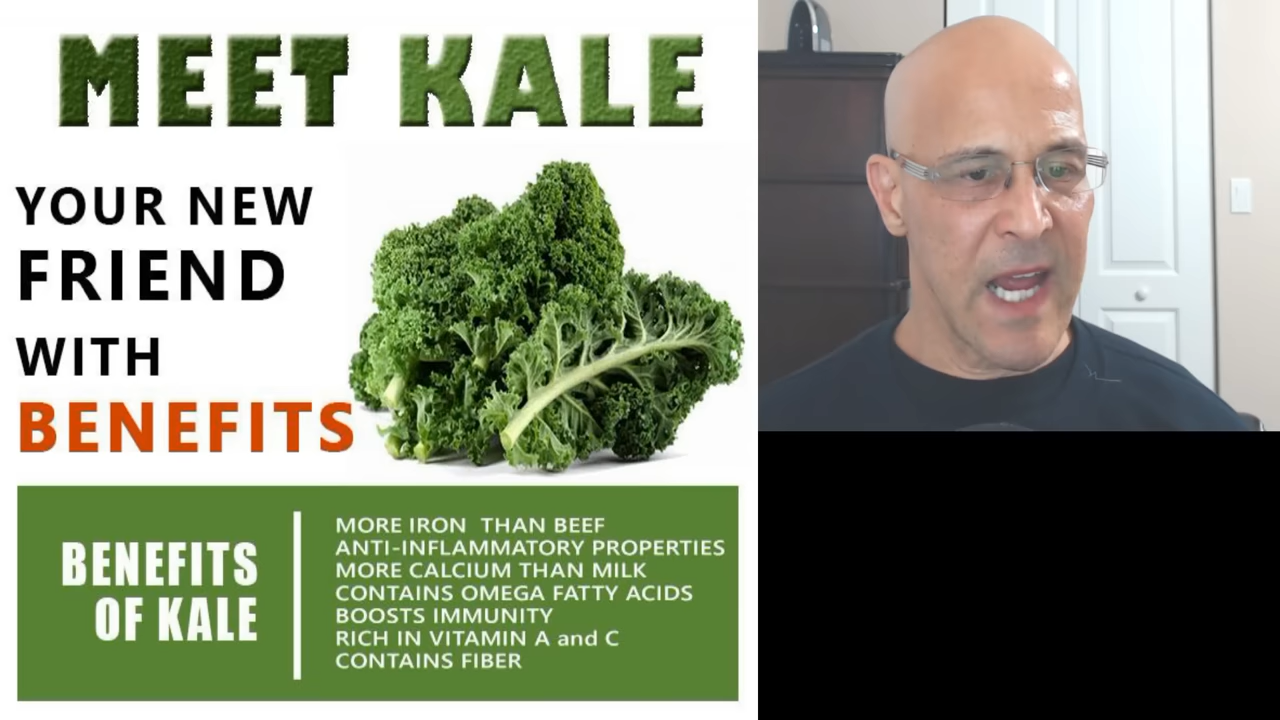 MEET KALE
YOUR NEW
FRIEND
WITH
BENEFITS
BENEFITS
OF KALE
MORE IRON THAN BEEF
ANTI-INFLAMMATORY PROPERTIES
MORE CALCIUM THAN MILK
CONTAINS OMEGA FATTY ACIDS
BOOSTS IMMUNITY
RICH IN VITAMIN A and C
CONTAINS FIBER